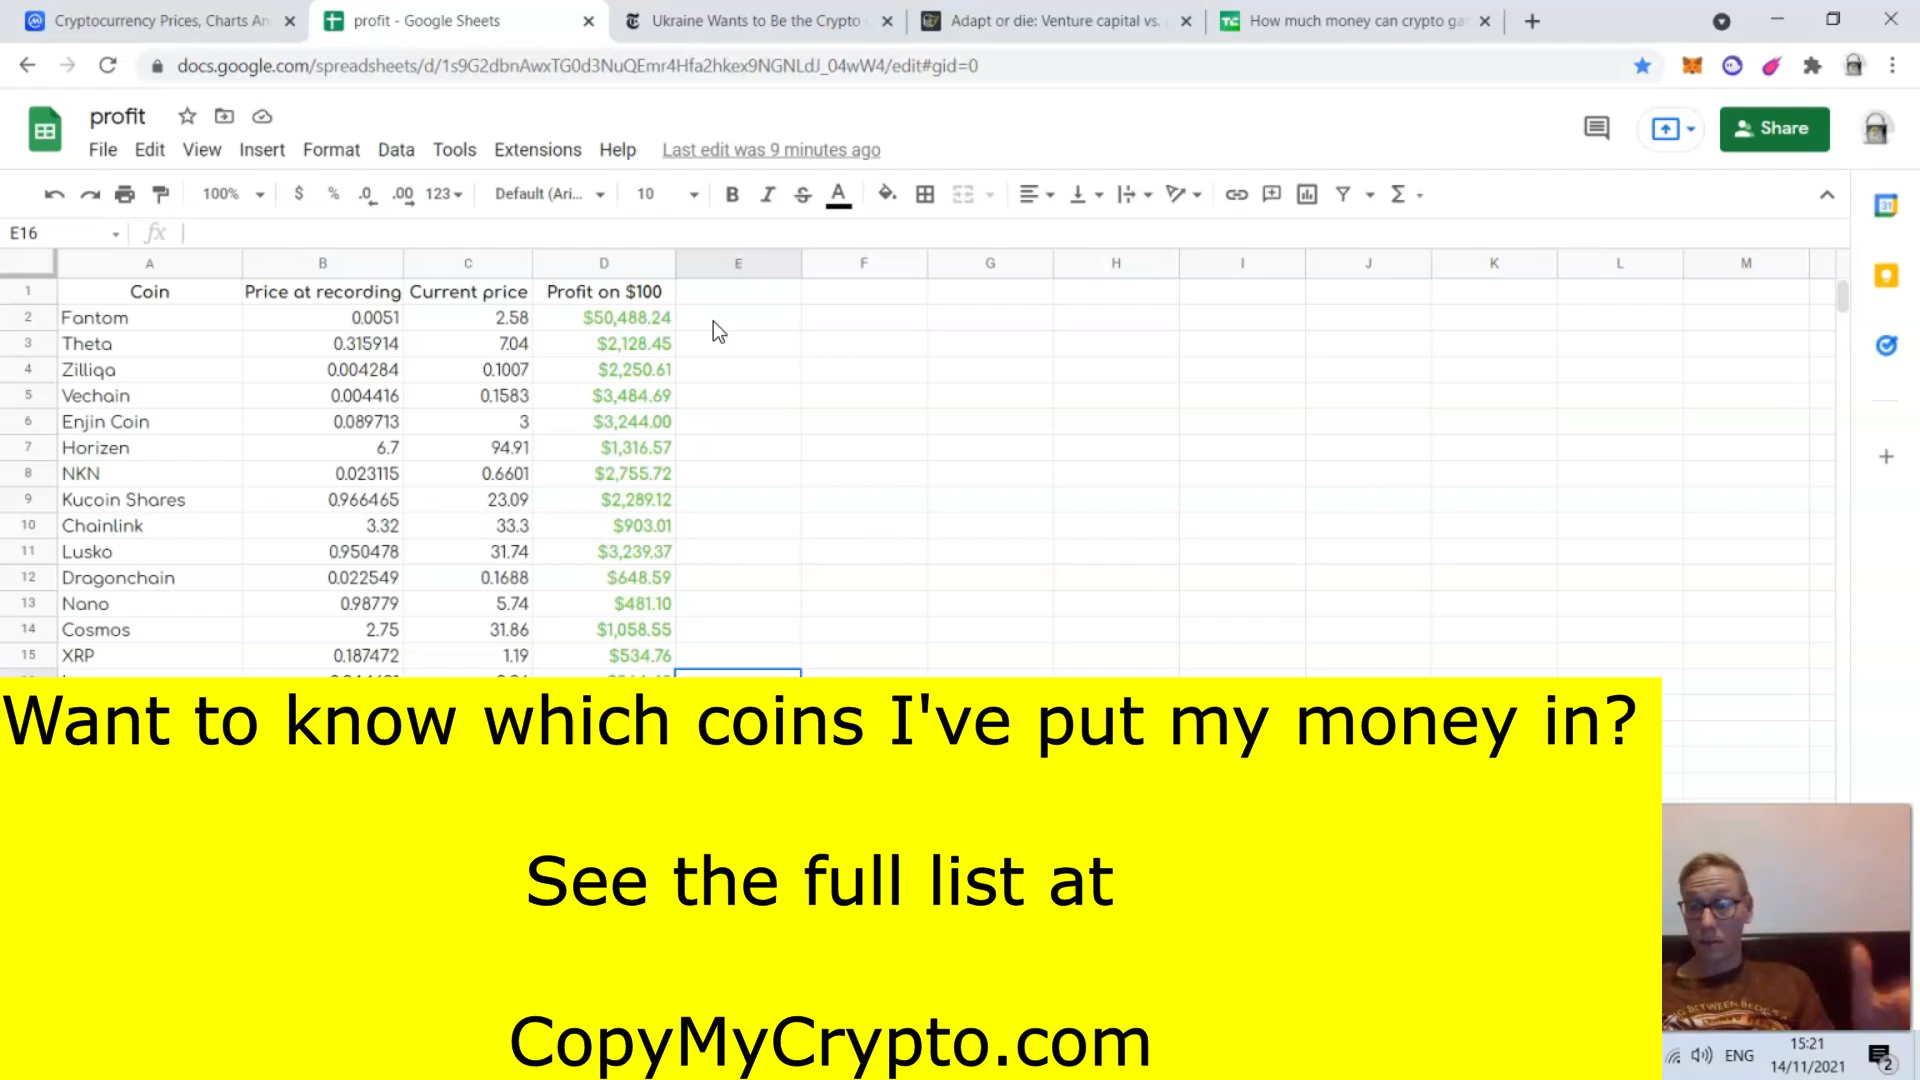 Cryptocurrency Prices, Charts An
profit - Google Sheets
Ukraine Wants to Be the Crypto
Adapt or die: Venture capital vs.
How much money can crypto ga
docs.google.com/spreadsheets/d/1s9G2dbnAwxTG0d3NuQEmr4Hfa2hkex9NGNLdJ_04wW4/edit#gid=0
profit
Share
File Edit View Insert Format Data Tools Extensions Help Last edit was 9 minutes ago
100% $ % .0 .00 123 Default (Ari... 10 B I S A
E16 fx
A B C D E F G H I J K L M
1 Coin Price at recording Current price Profit on $100
2 Fantom 0.0051 2.58 $50,488.24
3 Theta 0.315914 7.04 $2,128.45
4 Zilliqa 0.004284 0.1007 $2,250.61
5 Vechain 0.004416 0.1583 $3,484.69
6 Enjin Coin 0.089713 3 $3,244.00
7 Horizen 6.7 94.91 $1,316.57
8 NKN 0.023115 0.6601 $2,755.72
9 Kucoin Shares 0.966465 23.09 $2,289.12
10 Chainlink 3.32 33.3 $903.01
11 Lusko 0.950478 31.74 $3,239.37
12 Dragonchain 0.022549 0.1688 $648.59
13 Nano 0.98779 5.74 $481.10
14 Cosmos 2.75 31.86 $1,058.55
15 XRP 0.187472 1.19 $534.76
Want to know which coins I've put my money in?
See the full list at
CopyMyCrypto.com
ENG
15:21
14/11/2021
2